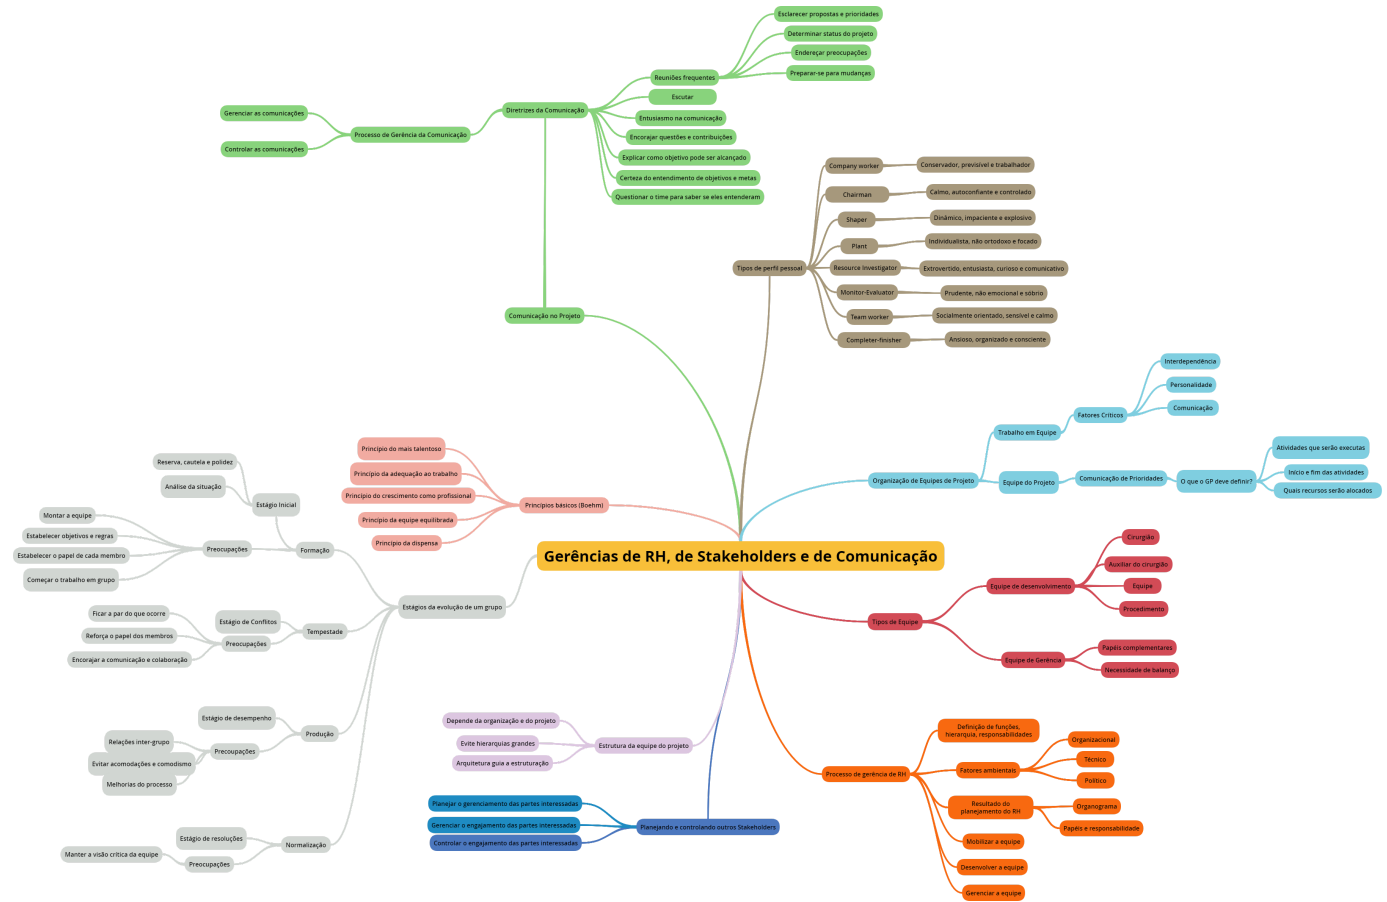 Gerências de RH, de Stakeholders e de Comunicação
Comunicação no Projeto
Diretrizes da Comunicação
Reuniões frequentes
Esclarecer propostas e prioridades
Determinar status do projeto
Endereçar preocupações
Preparar-se para mudanças
Escutar
Entusiasmo na comunicação
Encorajar questões e contribuições
Explicar como objetivo pode ser alcançado
Certeza do entendimento de objetivos e metas
Questionar o time para saber se eles entenderam
Processo de Gerência da Comunicação
Gerenciar as comunicações
Controlar as comunicações
Tipos de perfil pessoal
Company worker
Conservador, previsível e trabalhador
Chairman
Calmo, autoconfiante e controlado
Shaper
Dinâmico, impaciente e explosivo
Plant
Individualista, não ortodoxo e focado
Resource Investigator
Extrovertido, entusiasta, curioso e comunicativo
Monitor-Evaluator
Prudente, não emocional e sóbrio
Team worker
Socialmente orientado, sensível e calmo
Completer-finisher
Ansioso, organizado e consciente
Organização de Equipes de Projeto
Trabalho em Equipe
Fatores Críticos
Interdependência
Personalidade
Comunicação
Equipe do Projeto
Comunicação de Prioridades
O que o GP deve definir?
Atividades que serão executas
Início e fim das atividades
Quais recursos serão alocados
Tipos de Equipe
Equipe de desenvolvimento
Cirurgião
Auxiliar do cirurgião
Equipe
Procedimento
Equipe de Gerência
Papéis complementares
Necessidade de balanço
Processo de gerência de RH
Definição de funções,
hierarquia, responsabilidades
Fatores ambientais
Organizacional
Técnico
Político
Resultado do
planejamento do RH
Organograma
Papéis e responsabilidade
Mobilizar a equipe
Desenvolver a equipe
Gerenciar a equipe
Planejando e controlando outros Stakeholders
Planejar o gerenciamento das partes interessadas
Gerenciar o engajamento das partes interessadas
Controlar o engajamento das partes interessadas
Estrutura da equipe do projeto
Depende da organização e do projeto
Evite hierarquias grandes
Arquitetura guia a estruturação
Princípios básicos (Boehm)
Princípio do mais talentoso
Princípio da adequação ao trabalho
Princípio do crescimento como profissional
Princípio da equipe equilibrada
Princípio da dispensa
Estágios da evolução de um grupo
Formação
Estágio Inicial
Reserva, cautela e polidez
Análise da situação
Preocupações
Montar a equipe
Estabelecer objetivos e regras
Estabelecer o papel de cada membro
Começar o trabalho em grupo
Tempestade
Estágio de Conflitos
Preocupações
Ficar a par do que ocorre
Reforça o papel dos membros
Encorajar a comunicação e colaboração
Produção
Estágio de desempenho
Precoupações
Relações inter-grupo
Evitar acomodações e comodismo
Melhorias do processo
Normalização
Estágio de resoluções
Preocupações
Manter a visão crítica da equipe